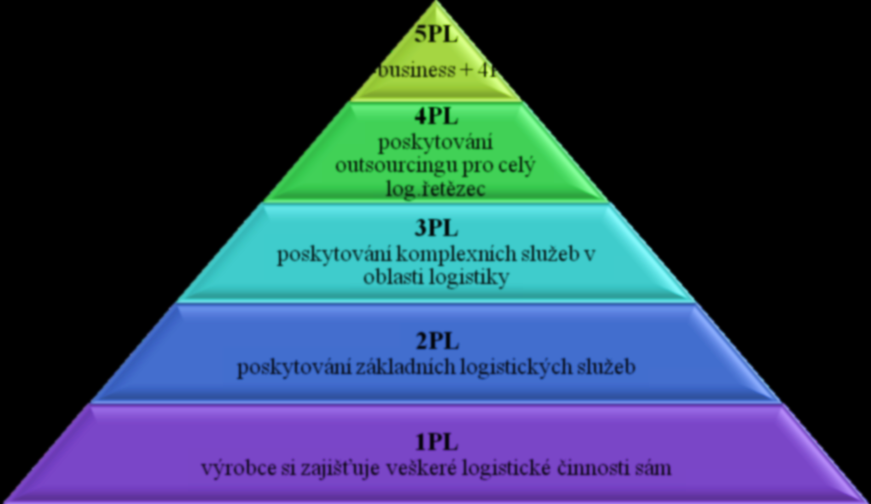 5PL
-business + 4P
4PL
poskytování
outsourcingu pro celý
log.řetězec
3PL
poskytování komplexních služeb v
oblasti logistiky
2PL
poskytování základních logistických služeb
1PL
výrobce si zajišťuje veškeré logistické činnosti sám